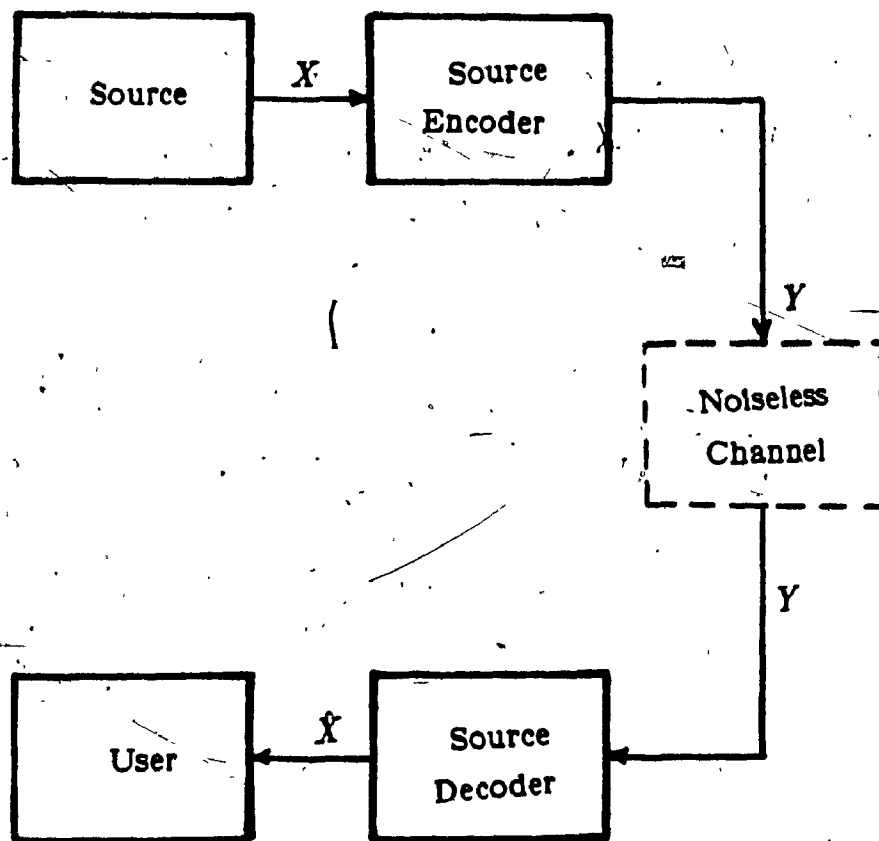 Source
X
Source
Encoder
Y
Noiseless
Channel
Y
Source
Decoder
X̂
User